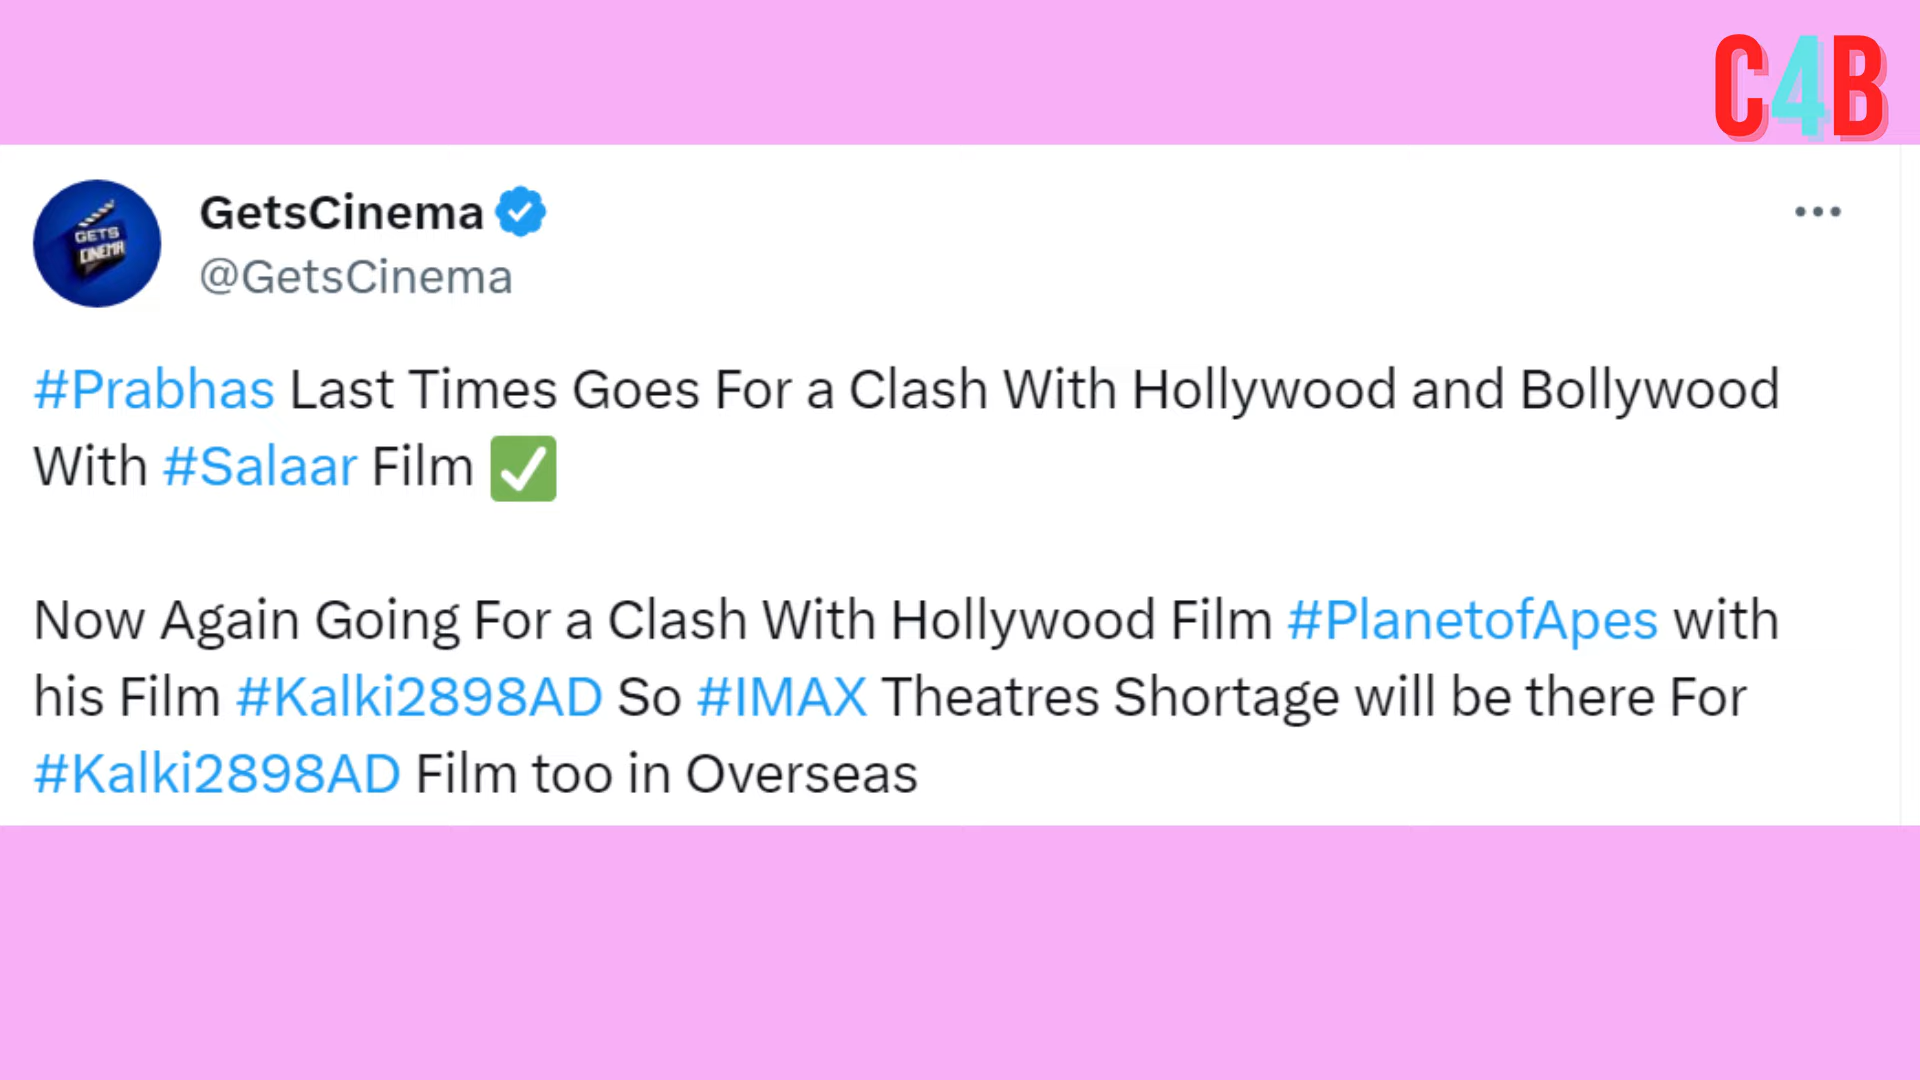 C4B
GETS
CINEMA
GetsCinema
@GetsCinema
#Prabhas Last Times Goes For a Clash With Hollywood and Bollywood
With #Salaar Film ✅
Now Again Going For a Clash With Hollywood Film #PlanetofApes with
his Film #Kalki2898AD So #IMAX Theatres Shortage will be there For
#Kalki2898AD Film too in Overseas